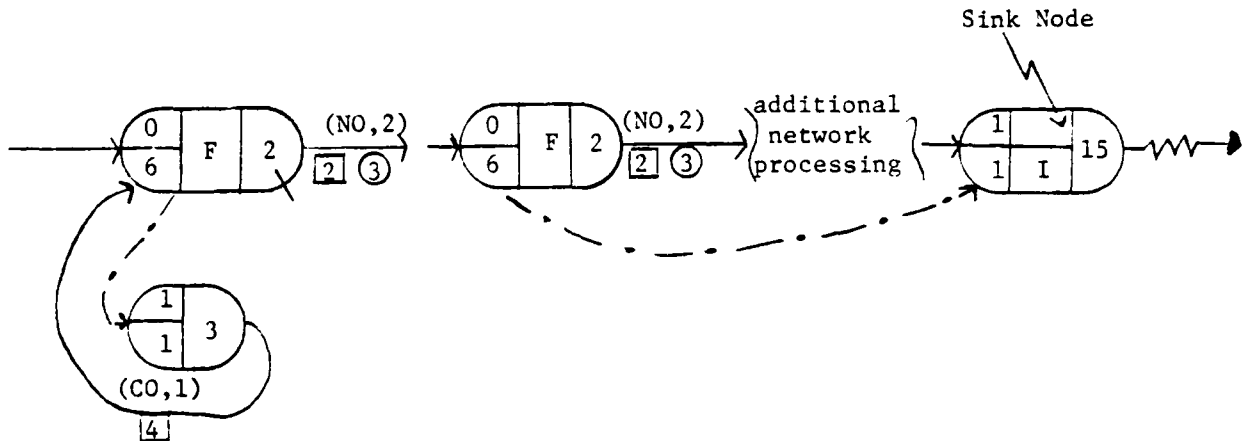 Sink Node
0
6
F
2
(NO,2)
2 3
0
6
F
2
(NO,2)
2 3
additional
network
processing
1
1
I
15
1
1
3
(CO,1)
4